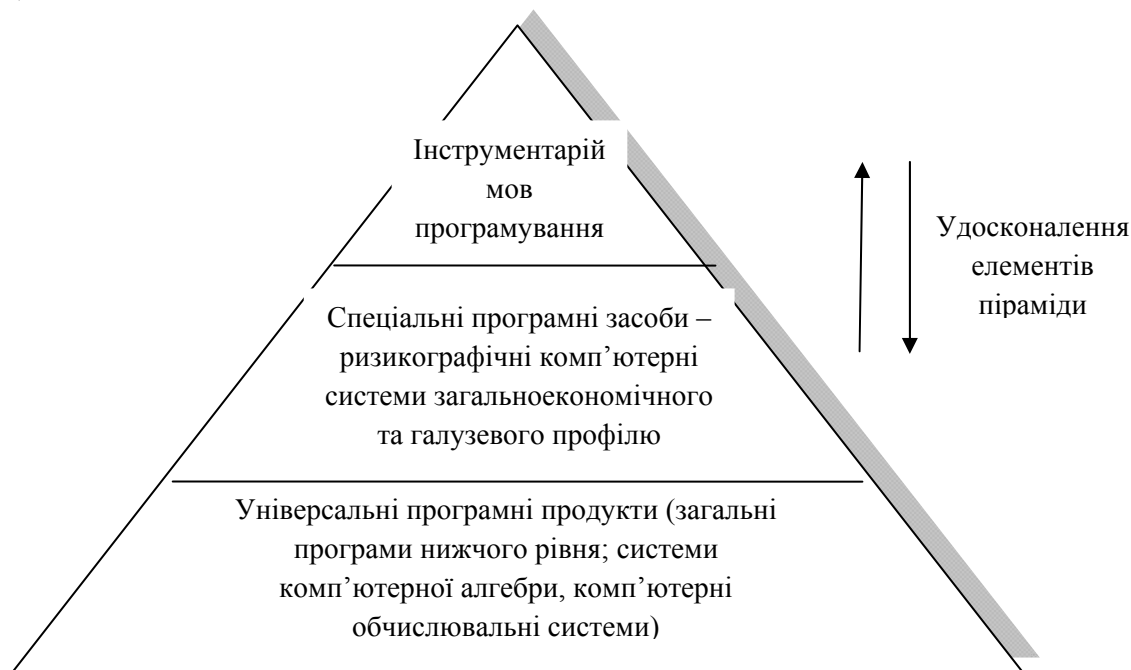 Інструментарій
мов
програмування
Удосконалення
елементів
піраміди
Спеціальні програмні засоби –
ризикографічні комп’ютерні
системи загальноекономічного
та галузевого профілю
Універсальні програмні продукти (загальні
програми нижчого рівня; системи
комп’ютерної алгебри, комп’ютерні
обчислювальні системи)